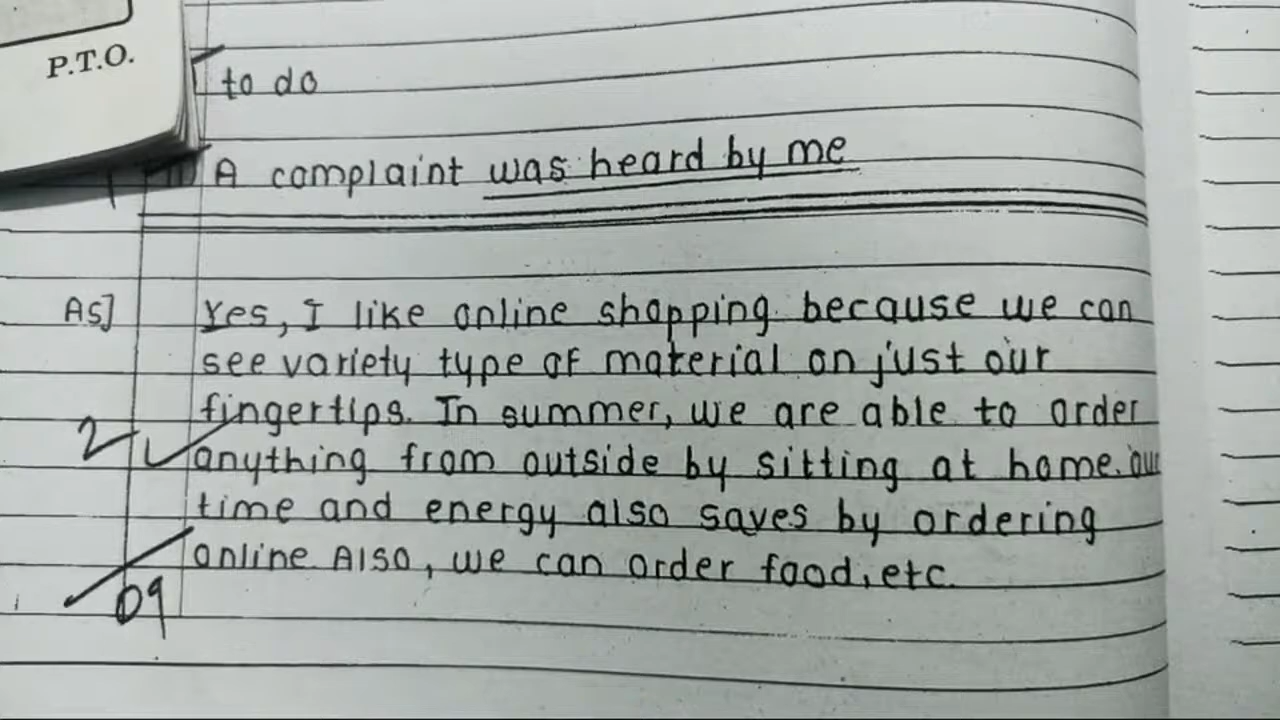 P.T.O.
to do
A complaint was heard by me
A5] Yes, I like online shopping because we can
see variety type of material on just our
fingertips. In summer, we are able to order
2 anything from outside by sitting at home. our
time and energy also saves by ordering
online Also, we can order food, etc.
09